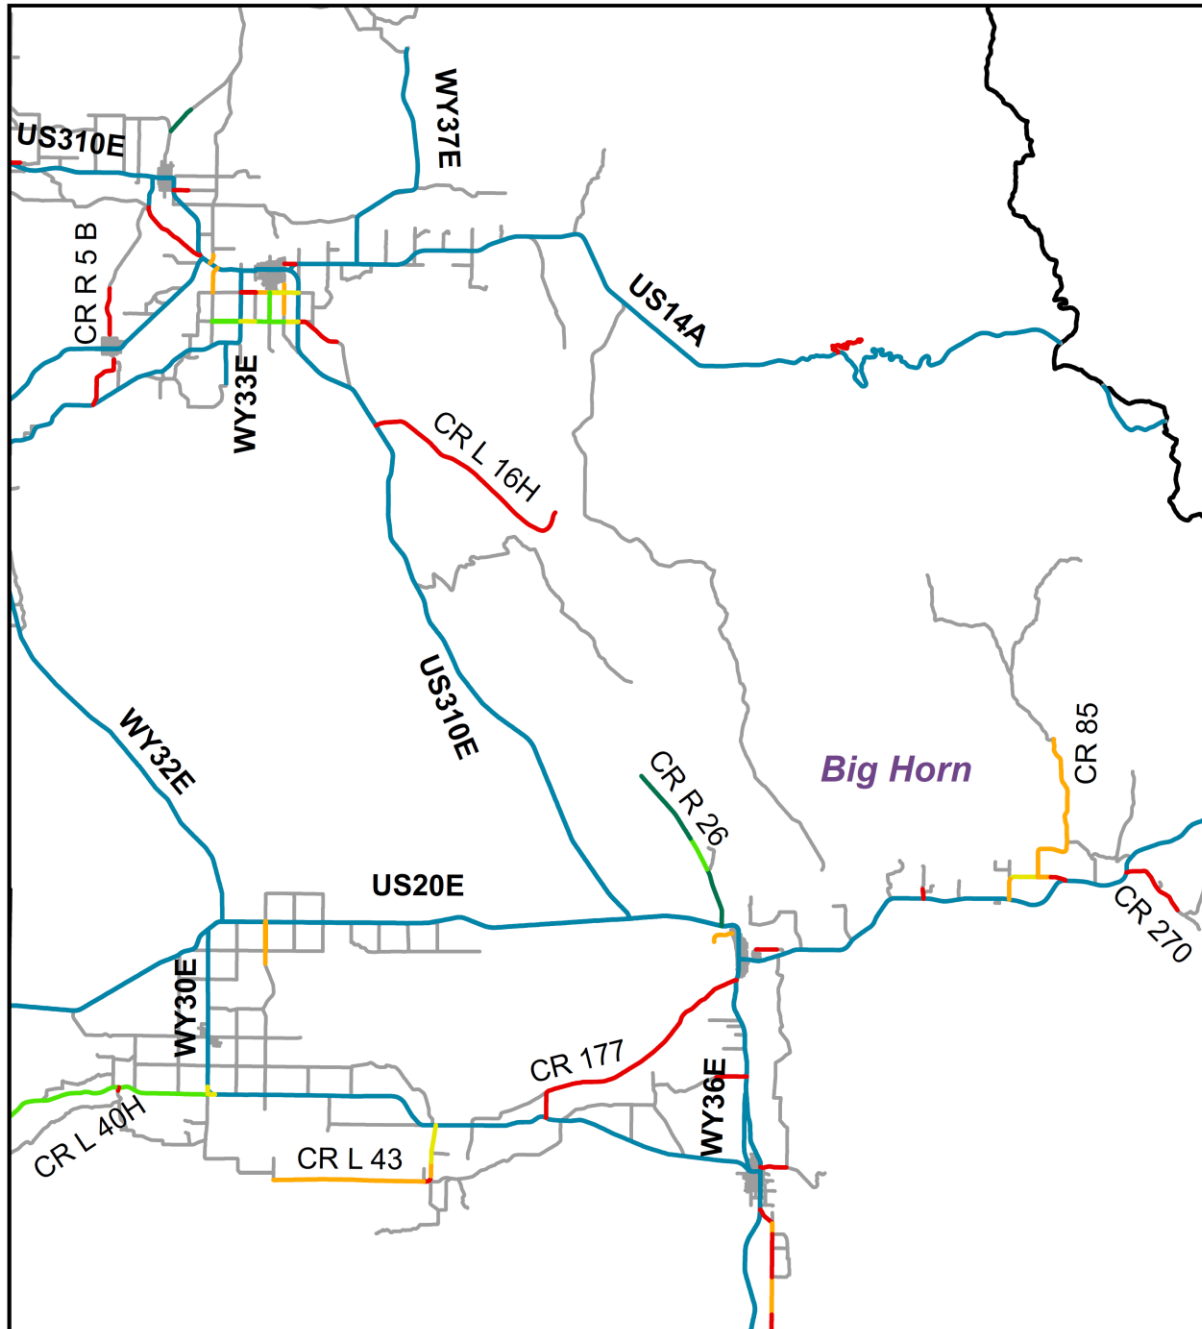 WY37E
US310E
CR R 5 B
US14A
WY33E
CR L 16H
US310E
WY32E
CR 85
Big Horn
CR R 26
US20E
CR 270
WY30E
CR 177
WY36E
CR L 40H
CR L 43